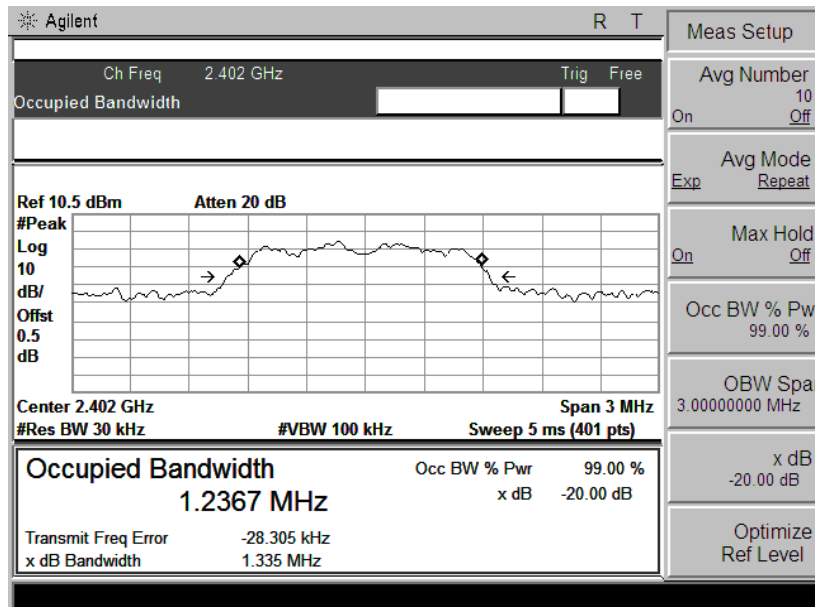 Agilent R T
Ch Freq 2.402 GHz Trig Free
Occupied Bandwidth
Ref 10.5 dBm Atten 20 dB
#Peak
Log
10
dB/
Offst
0.5
dB
Center 2.402 GHz Span 3 MHz
#Res BW 30 kHz #VBW 100 kHz Sweep 5 ms (401 pts)
Occupied Bandwidth Occ BW % Pwr 99.00 %
1.2367 MHz x dB -20.00 dB
Transmit Freq Error -28.305 kHz
x dB Bandwidth 1.335 MHz
Meas Setup
Avg Number
10
On Off
Avg Mode
Exp Repeat
Max Hold
On Off
Occ BW % Pw
99.00 %
OBW Spa
3.00000000 MHz
x dB
-20.00 dB
Optimize
Ref Level